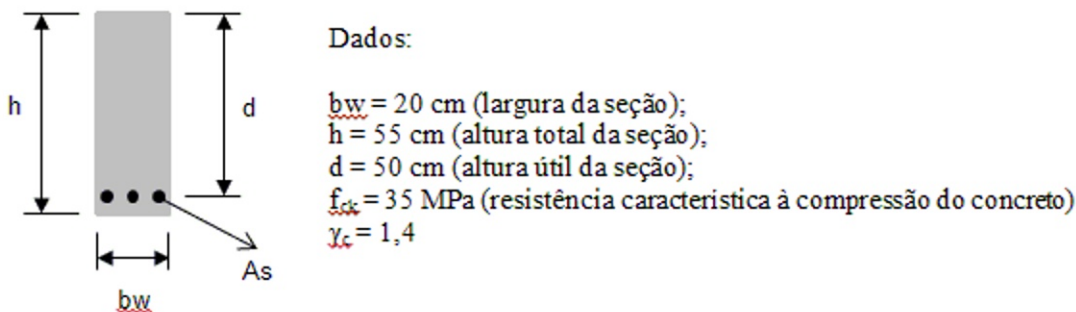 Dados:
h
d
bw = 20 cm (largura da seção);
h = 55 cm (altura total da seção);
d = 50 cm (altura útil da seção);
fck = 35 MPa (resistência característica à compressão do concreto)
γc = 1,4
As
bw